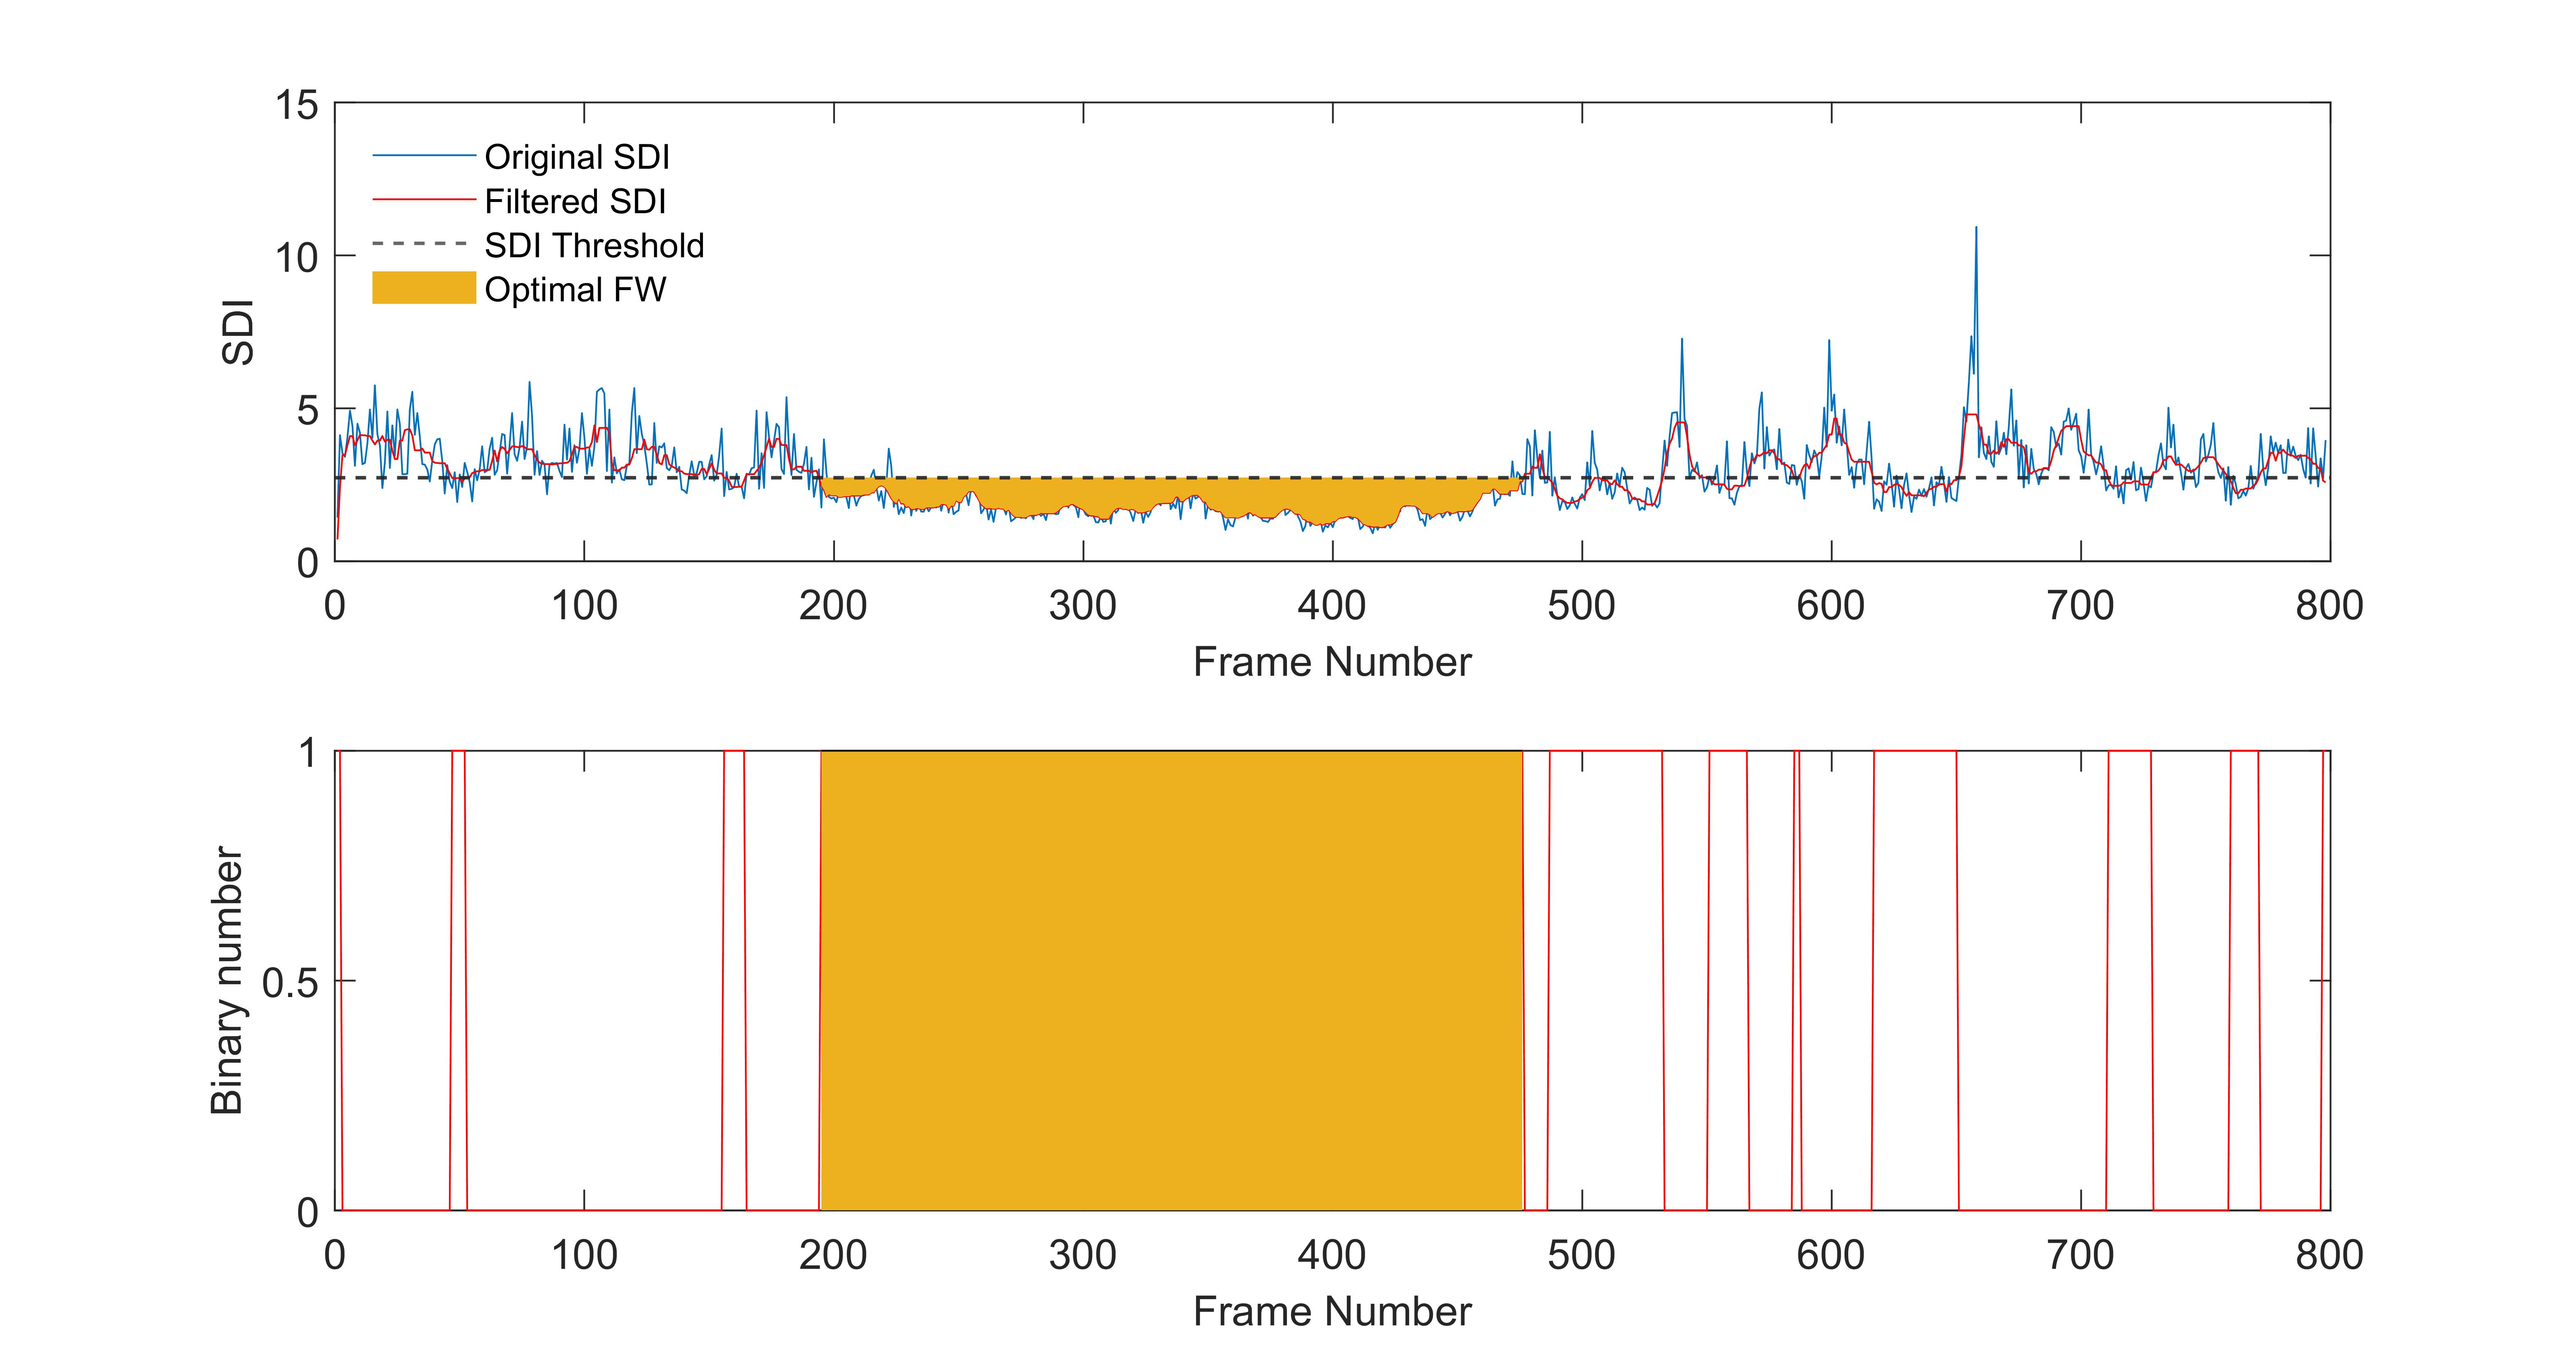 15
10
5
0
SDI
Original SDI
Filtered SDI
SDI Threshold
Optimal FW
0 100 200 300 400 500 600 700 800
Frame Number
1
0.5
0
Binary number
0 100 200 300 400 500 600 700 800
Frame Number